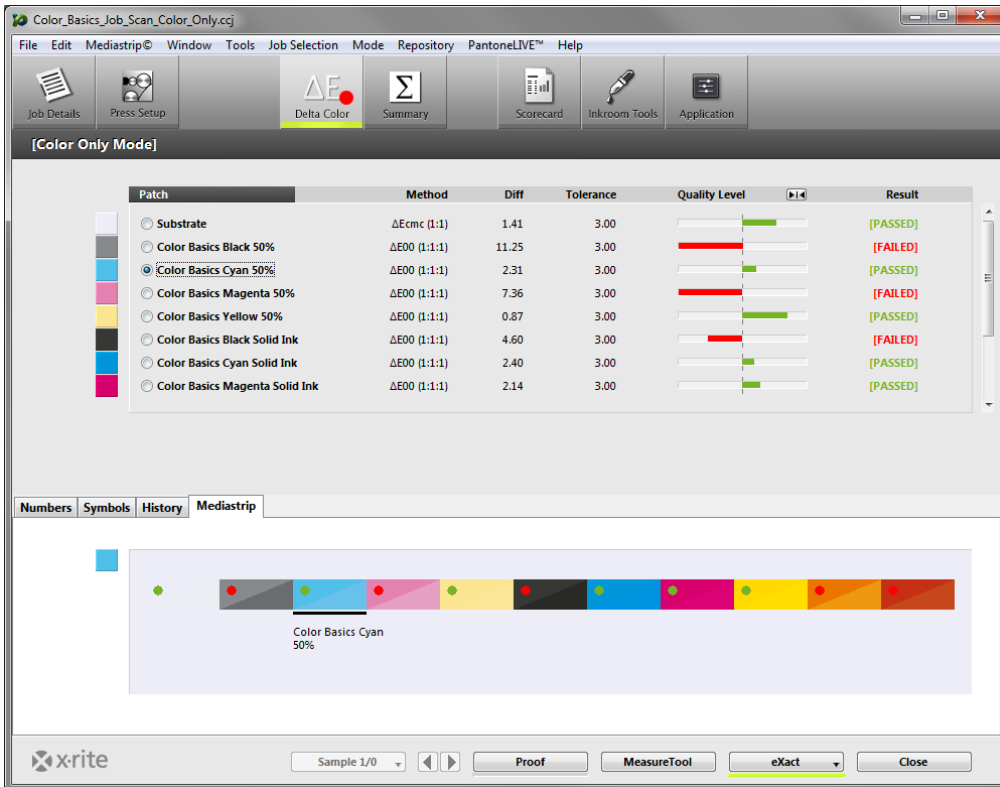 Color_Basics_Job_Scan_Color_Only.ccj
File Edit Mediastrip© Window Tools Job Selection Mode Repository PantoneLIVE™ Help
ΔE Σ
Job Details Press Setup Delta Color Summary Scorecard Inkroom Tools Application
[Color Only Mode]
Patch Method Diff Tolerance Quality Level Result
Substrate ΔEcmc (1:1) 1.41 3.00 [PASSED]
Color Basics Black 50% ΔE00 (1:1:1) 11.25 3.00 [FAILED]
Color Basics Cyan 50% ΔE00 (1:1:1) 2.31 3.00 [PASSED]
Color Basics Magenta 50% ΔE00 (1:1:1) 7.36 3.00 [FAILED]
Color Basics Yellow 50% ΔE00 (1:1:1) 0.87 3.00 [PASSED]
Color Basics Black Solid Ink ΔE00 (1:1:1) 4.60 3.00 [FAILED]
Color Basics Cyan Solid Ink ΔE00 (1:1:1) 2.40 3.00 [PASSED]
Color Basics Magenta Solid Ink ΔE00 (1:1:1) 2.14 3.00 [PASSED]
Numbers Symbols History Mediastrip
Color Basics Cyan
50%
x·rite Sample 1/0 Proof MeasureTool eXact Close